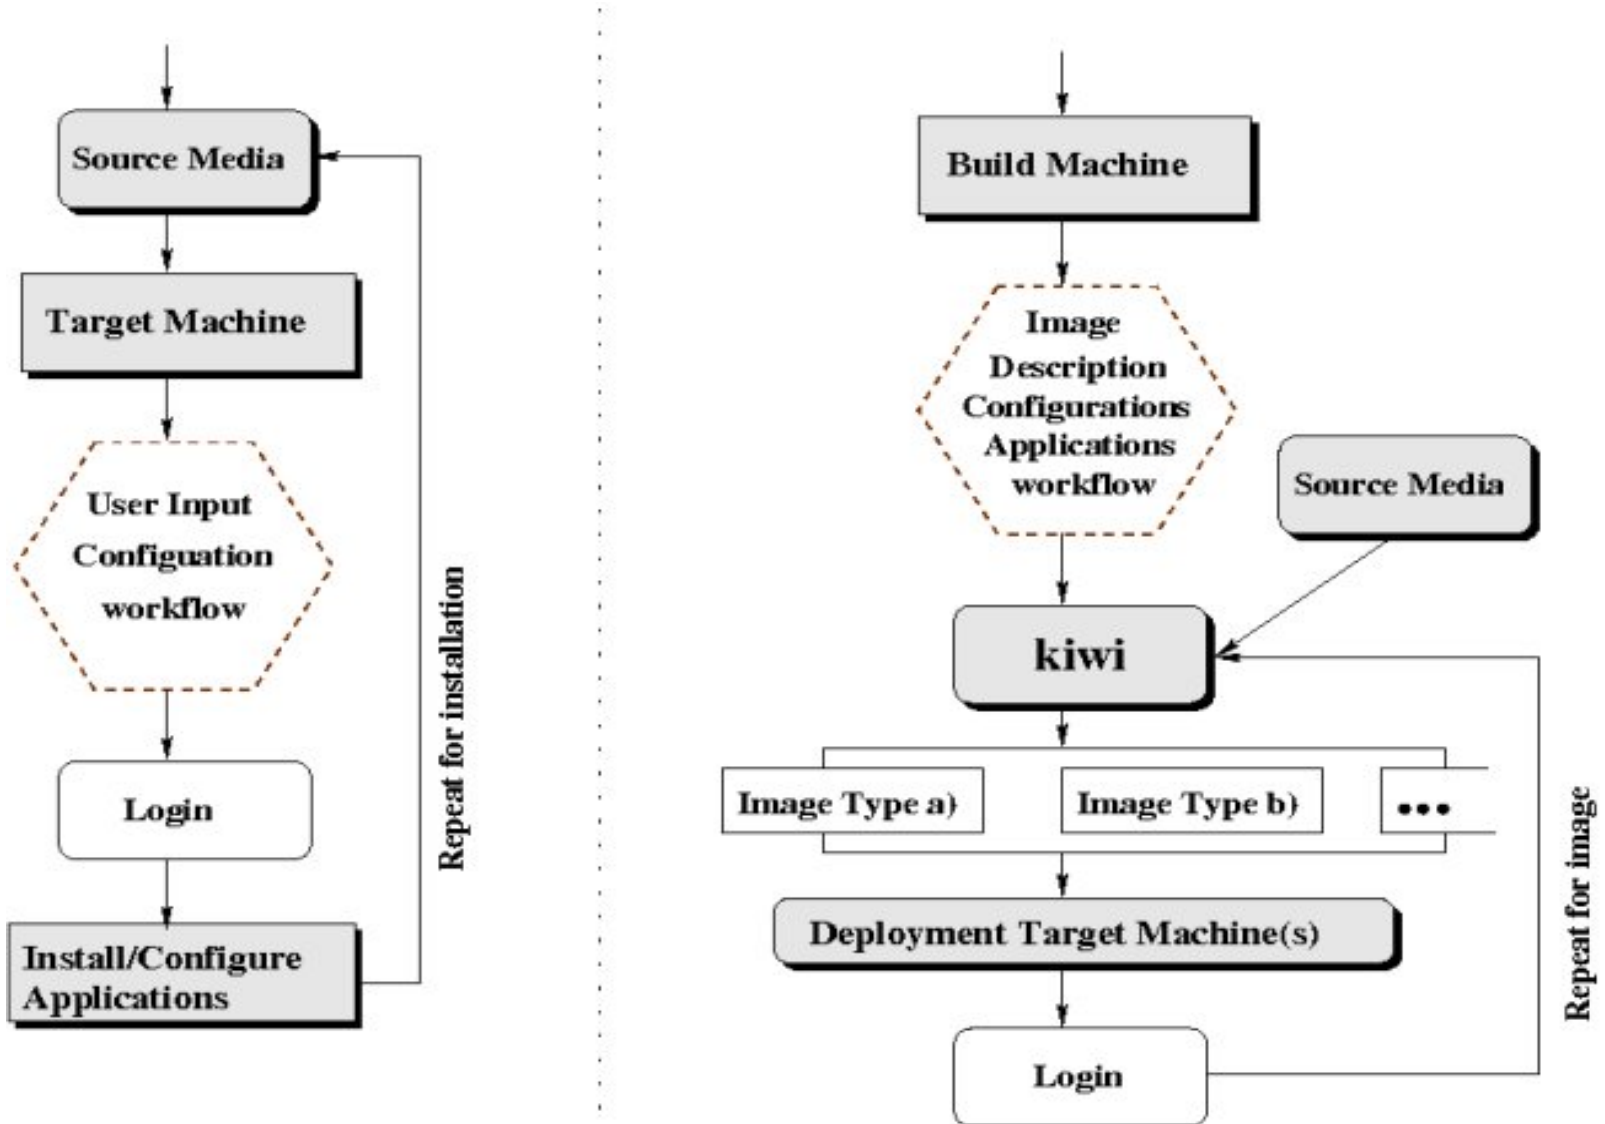 Source Media
Target Machine
User Input
Configuation
workflow
Login
Install/Configure
Applications
Repeat for installation
Build Machine
Image
Description
Configurations
Applications
workflow
Source Media
kiwi
Image Type a)
Image Type b)
•••
Deployment Target Machine(s)
Login
Repeat for image